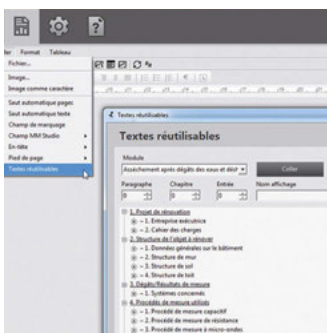 Format Tableau
Fichier...
Image...
Image comme caractère
Saut automatique pages
Saut automatique texte
Champ de marquage
Champ MM Studio
En-tête
Pied de page
Textes réutilisables
Textes réutilisables
Textes réutilisables
Module
Assèchement après dégâts des eaux et
Coller
Paragraphe Chapitre Entrée Nom affichage
0 0 0
1. Projet de rénovation
1. Entreprise exécutrice
2. Cahier des charges
2. Structure de l'objet à rénover
1. Données générales sur le bâtiment
2. Structure de mur
3. Structure de sol
4. Structure de toit
3. Dégâts/Résultats de mesure
1. Systèmes concernés
4. Procédés de mesure utilisés
1. Procédé de mesure capacitif
2. Procédé de mesure de résistance
3. Procédé de mesure à micro-ondes